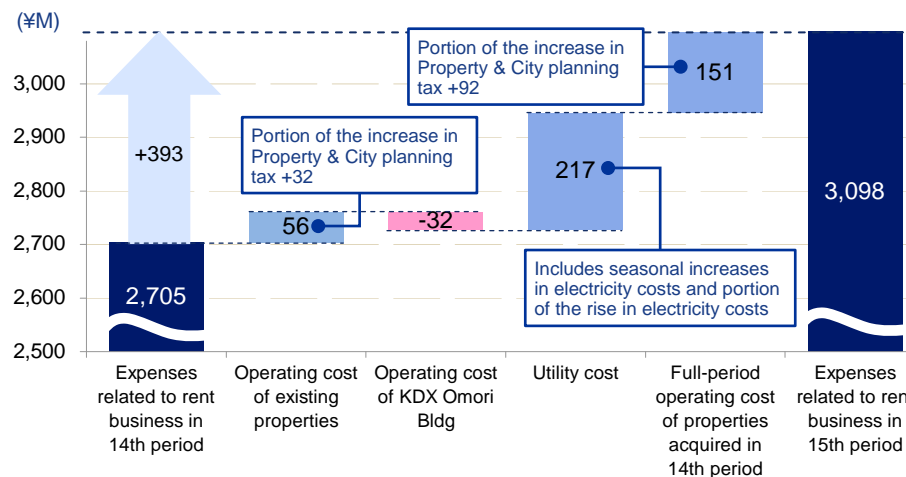 (¥M)
3,000
2,900
2,800
2,700
2,600
2,500
+393
2,705
Portion of the increase in
Property & City planning
tax +32
56
-32
Portion of the increase in
Property & City planning
tax +92
217
151
Includes seasonal increases
in electricity costs and portion
of the rise in electricity costs
3,098
Expenses
related to rent
business in
14th period
Operating cost
of existing
properties
Operating cost
of KDX Omori
Bldg
Utility cost
Full-period
operating cost
of properties
acquired in
14th period
Expenses
related to rent
business in
15th period